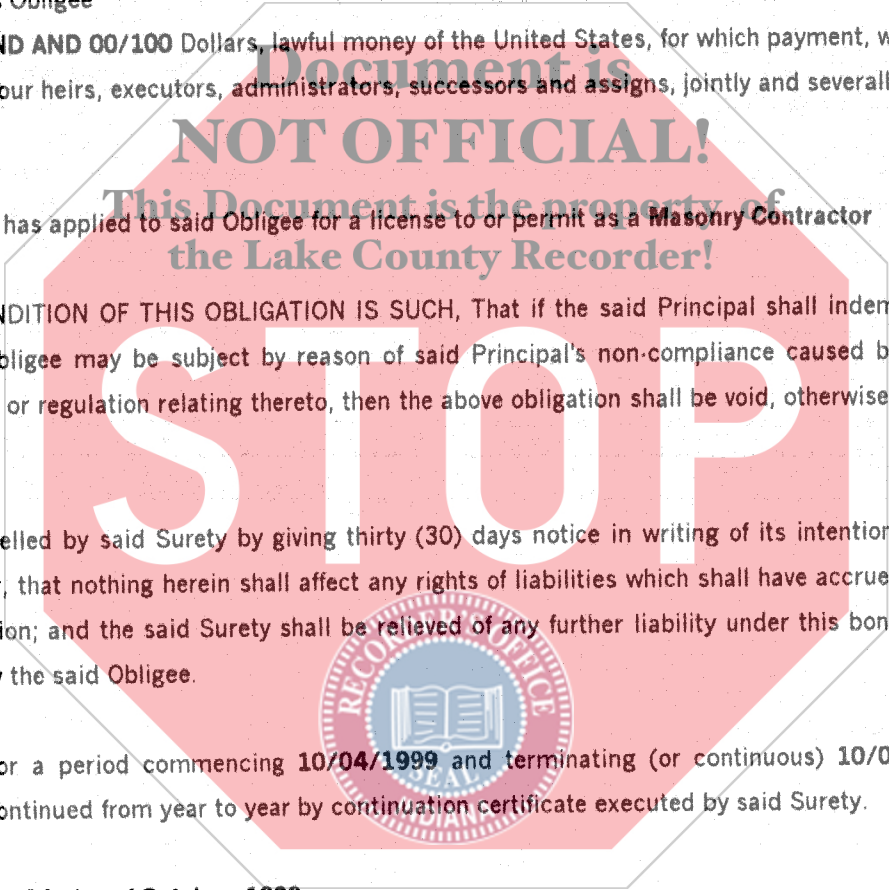 Obligee
ND AND 00/100 Dollars, lawful money of the United States, for which payment, w
Document is
our heirs, executors, administrators, successors and assigns, jointly and severall
NOT OFFICIAL!
This Document is the property of
has applied to said Obligee for a license to or permit as a Masonry Contractor
the Lake County Recorder!
NDITION OF THIS OBLIGATION IS SUCH, That if the said Principal shall indem
bligee may be subject by reason of said Principal's non-compliance caused b
or regulation relating thereto, then the above obligation shall be void, otherwise
STOP
elled by said Surety by giving thirty (30) days notice in writing of its intention
, that nothing herein shall affect any rights of liabilities which shall have accrue
ion; and the said Surety shall be relieved of any further liability under this bon
the said Obligee.
RECORDER'S OFFICE
SEAL
INDIANA
or a period commencing 10/04/1999 and terminating (or continuous) 10/0
ontinued from year to year by continuation certificate executed by said Surety.